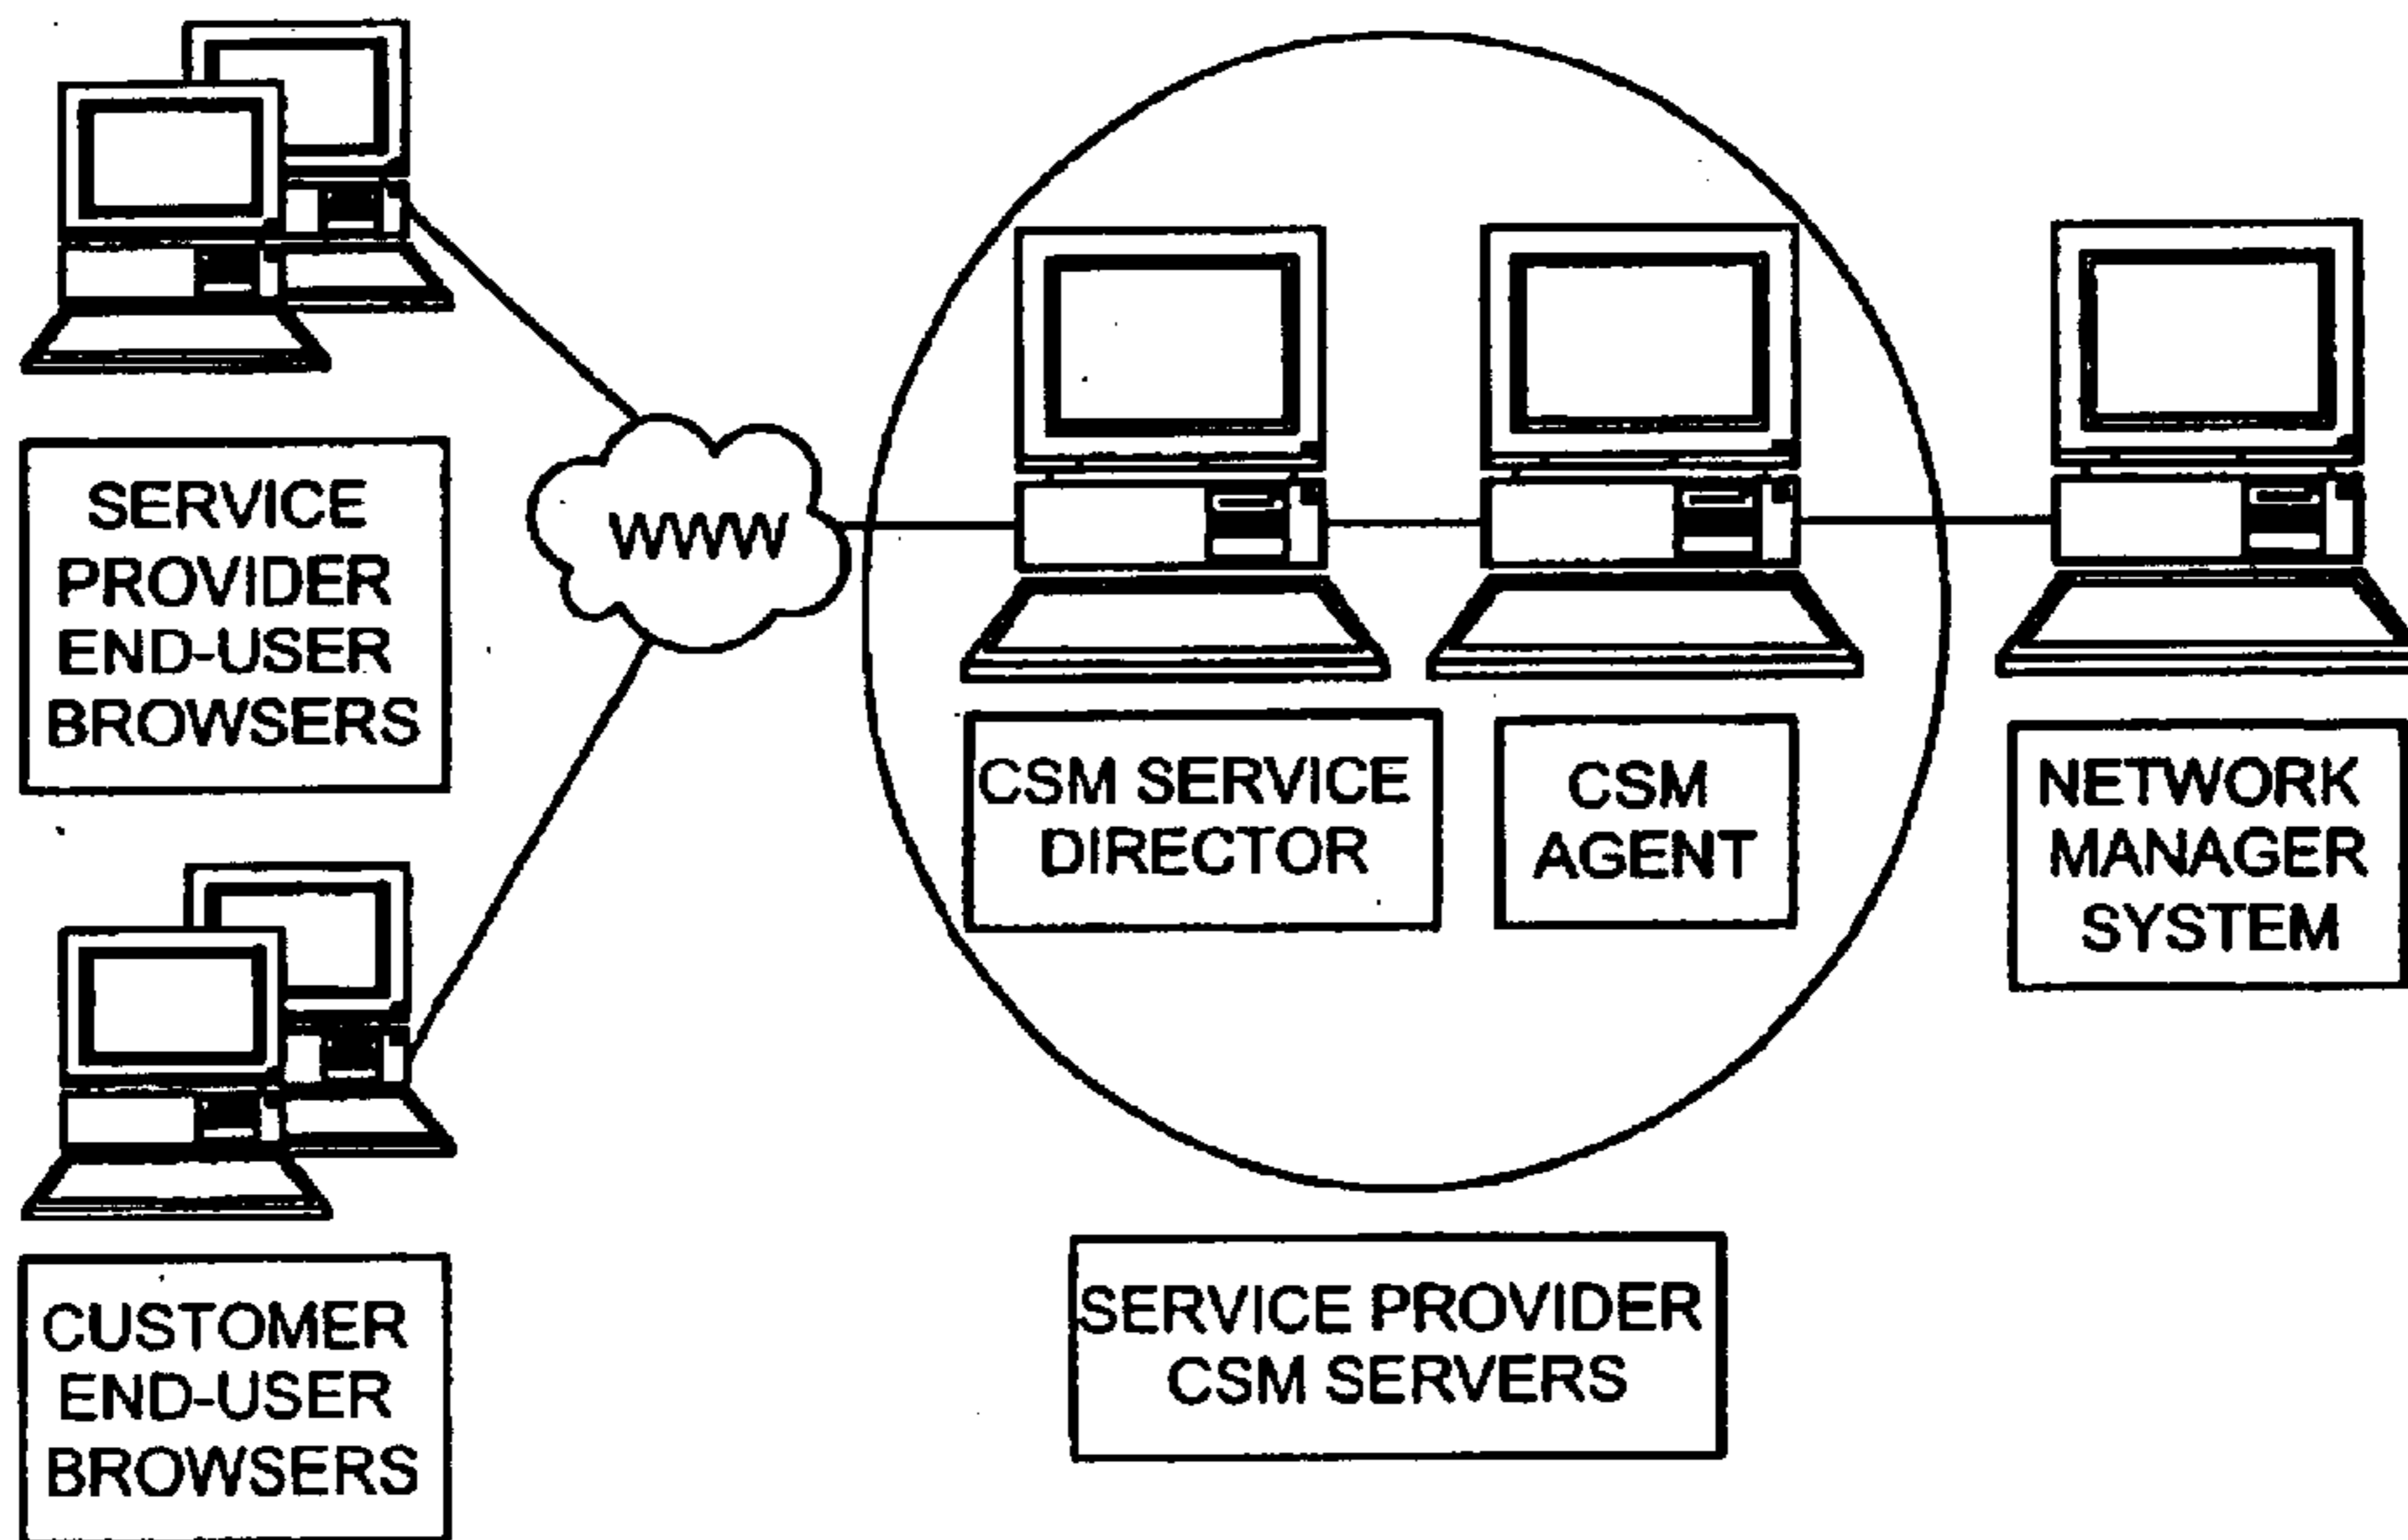 SERVICE
PROVIDER
END-USER
BROWSERS
WWW
CSM SERVICE
DIRECTOR
CSM
AGENT
NETWORK
MANAGER
SYSTEM
CUSTOMER
END-USER
BROWSERS
SERVICE PROVIDER
CSM SERVERS